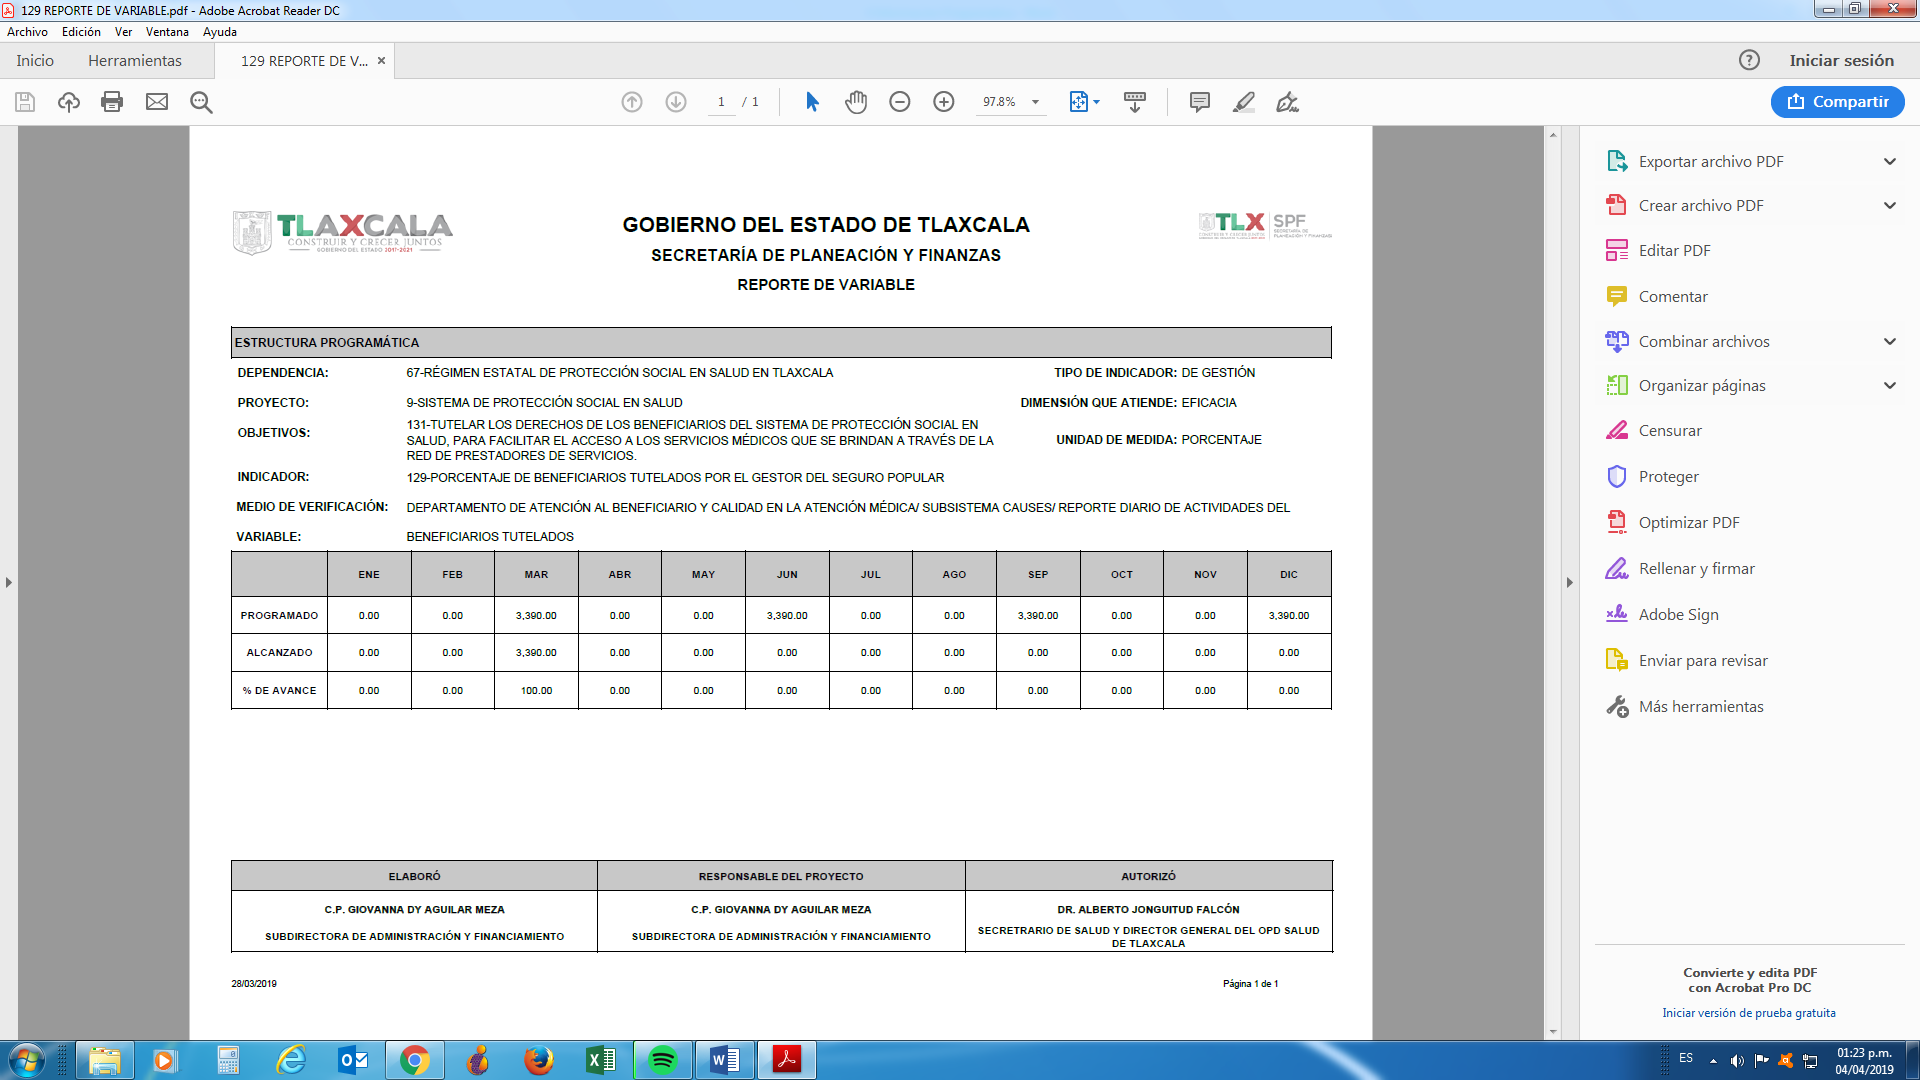 129 REPORTE DE VARIABLE.pdf - Adobe Acrobat Reader DC
Archivo Edición Ver Ventana Ayuda
Inicio Herramientas 129 REPORTE DE V... × ? Iniciar sesión
1 / 1 97.8% Compartir
TLAXCALA
CONSTRUIR Y CRECER JUNTOS
GOBIERNO DEL ESTADO 2017-2021
GOBIERNO DEL ESTADO DE TLAXCALA
SECRETARÍA DE PLANEACIÓN Y FINANZAS
REPORTE DE VARIABLE
TLX SPF
CONSTRUIR Y CRECER JUNTOS
SECRETARÍA DE
PLANEACIÓN Y FINANZAS
ESTRUCTURA PROGRAMÁTICA
DEPENDENCIA: 67-RÉGIMEN ESTATAL DE PROTECCIÓN SOCIAL EN SALUD EN TLAXCALA TIPO DE INDICADOR: DE GESTIÓN
PROYECTO: 9-SISTEMA DE PROTECCIÓN SOCIAL EN SALUD DIMENSIÓN QUE ATIENDE: EFICACIA
OBJETIVOS: 131-TUTELAR LOS DERECHOS DE LOS BENEFICIARIOS DEL SISTEMA DE PROTECCIÓN SOCIAL EN
SALUD, PARA FACILITAR EL ACCESO A LOS SERVICIOS MÉDICOS QUE SE BRINDAN A TRAVÉS DE LA
RED DE PRESTADORES DE SERVICIOS.
UNIDAD DE MEDIDA: PORCENTAJE
INDICADOR: 129-PORCENTAJE DE BENEFICIARIOS TUTELADOS POR EL GESTOR DEL SEGURO POPULAR
MEDIO DE VERIFICACIÓN: DEPARTAMENTO DE ATENCIÓN AL BENEFICIARIO Y CALIDAD EN LA ATENCIÓN MÉDICA/ SUBSISTEMA CAUSES/ REPORTE DIARIO DE ACTIVIDADES DEL
VARIABLE: BENEFICIARIOS TUTELADOS
ENE FEB MAR ABR MAY JUN JUL AGO SEP OCT NOV DIC
PROGRAMADO 0.00 0.00 3,390.00 0.00 0.00 3,390.00 0.00 0.00 3,390.00 0.00 0.00 3,390.00
ALCANZADO 0.00 0.00 3,390.00 0.00 0.00 0.00 0.00 0.00 0.00 0.00 0.00 0.00
% DE AVANCE 0.00 0.00 100.00 0.00 0.00 0.00 0.00 0.00 0.00 0.00 0.00 0.00
ELABORÓ RESPONSABLE DEL PROYECTO AUTORIZÓ
C.P. GIOVANNA DY AGUILAR MEZA C.P. GIOVANNA DY AGUILAR MEZA DR. ALBERTO JONGUITUD FALCÓN
SUBDIRECTORA DE ADMINISTRACIÓN Y FINANCIAMIENTO SUBDIRECTORA DE ADMINISTRACIÓN Y FINANCIAMIENTO SECRETRARIO DE SALUD Y DIRECTOR GENERAL DEL OPD SALUD
DE TLAXCALA
28/03/2019 Página 1 de 1
Exportar archivo PDF
Crear archivo PDF
Editar PDF
Comentar
Combinar archivos
Organizar páginas
Censurar
Proteger
Optimizar PDF
Rellenar y firmar
Adobe Sign
Enviar para revisar
Más herramientas
Convierte y edita PDF
con Acrobat Pro DC
Iniciar versión de prueba gratuita
ES 01:23 p.m.
04/04/2019